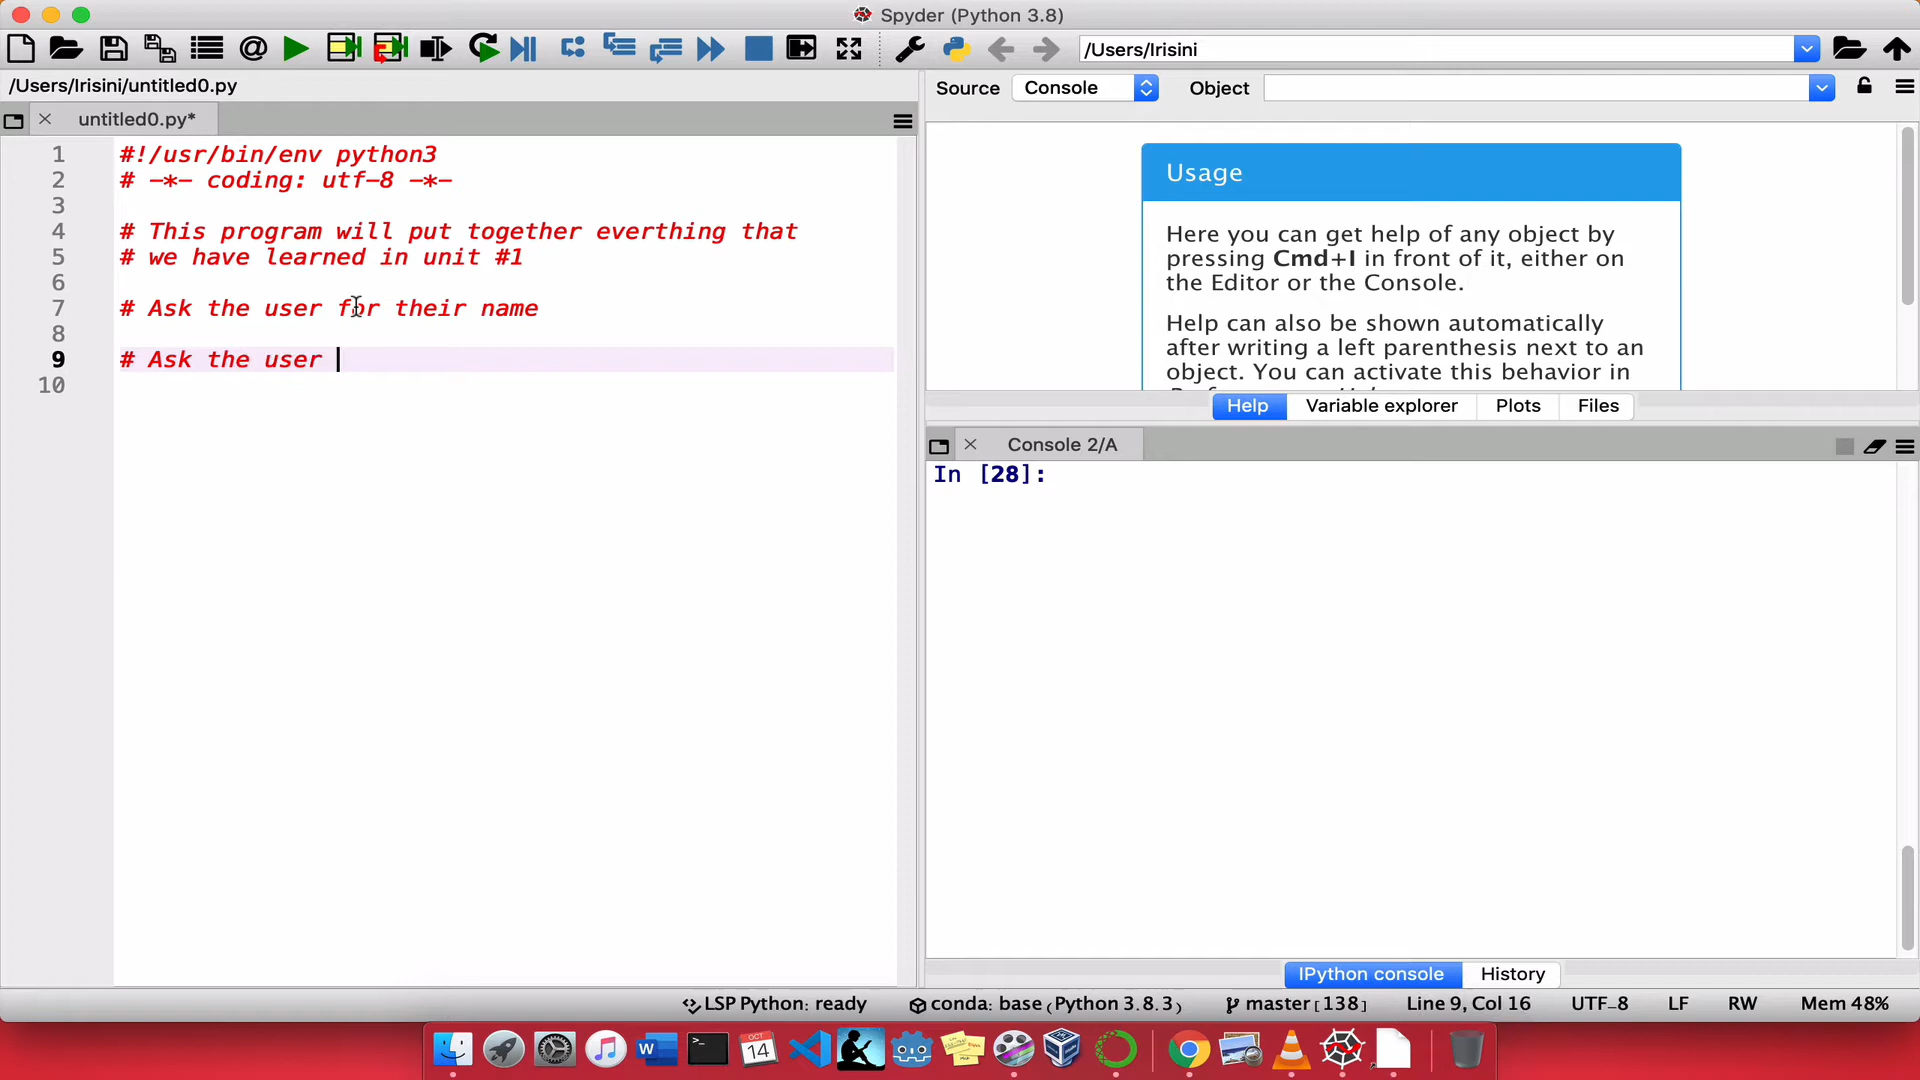 Spyder (Python 3.8)
/Users/Irisini
/Users/Irisini/untitled0.py
Source Console Object
untitled0.py*
1 #!/usr/bin/env python3
2 # -*- coding: utf-8 -*-
3
4 # This program will put together everthing that
5 # we have learned in unit #1
6
7 # Ask the user for their name
8
9 # Ask the user
10
Usage
Here you can get help of any object by
pressing Cmd+I in front of it, either on
the Editor or the Console.
Help can also be shown automatically
after writing a left parenthesis next to an
object. You can activate this behavior in
Help Variable explorer Plots Files
Console 2/A
In [28]:
IPython console History
LSP Python: ready conda: base (Python 3.8.3) master [138] Line 9, Col 16 UTF-8 LF RW Mem 48%
OCT
14